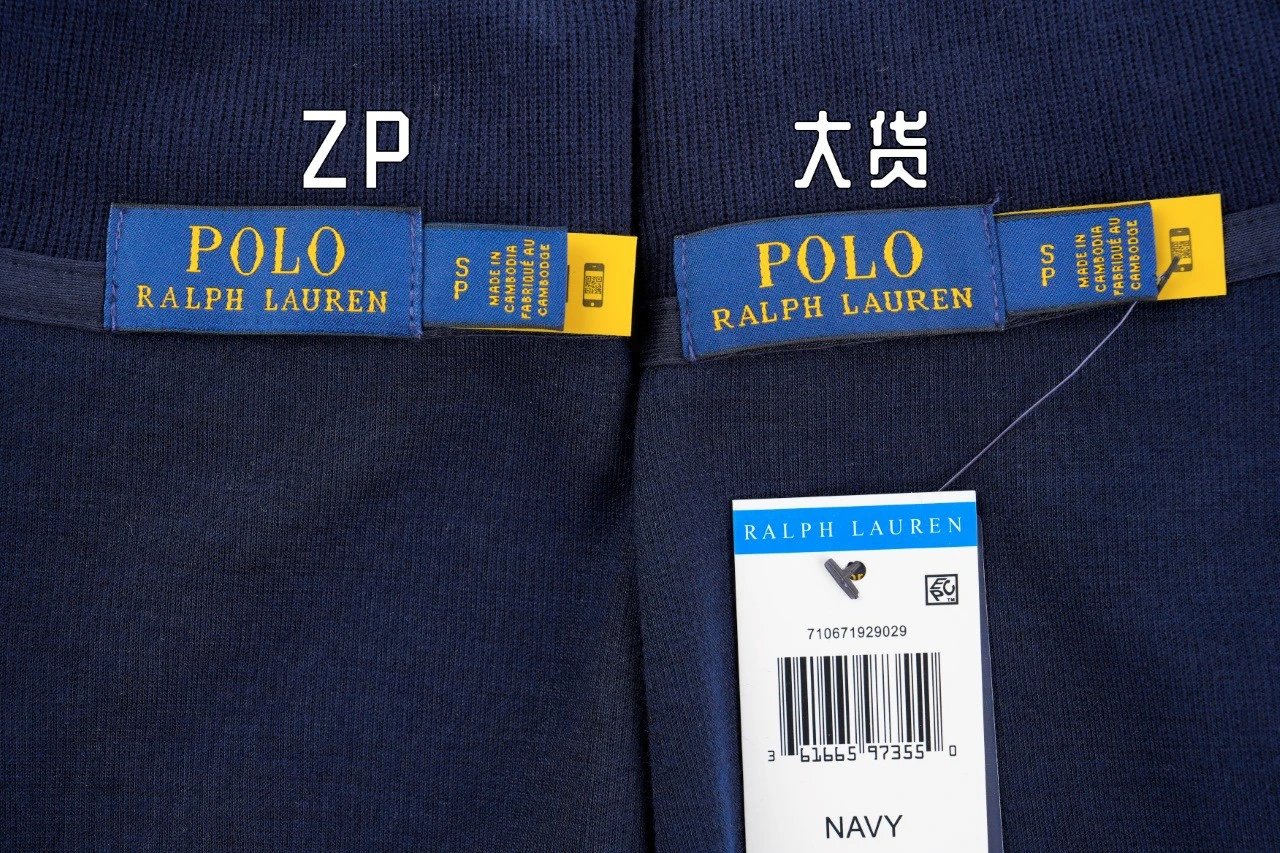 ZP
大货
POLO
RALPH LAUREN
S
P
MADE IN
CAMBODIA
FABRIQUÉ AU
CAMBODGE
POLO
RALPH LAUREN
S
P
MADE IN
CAMBODIA
FABRIQUÉ AU
CAMBODGE
RALPH LAUREN
EPC™
710671929029
3 61665 97355 0
NAVY